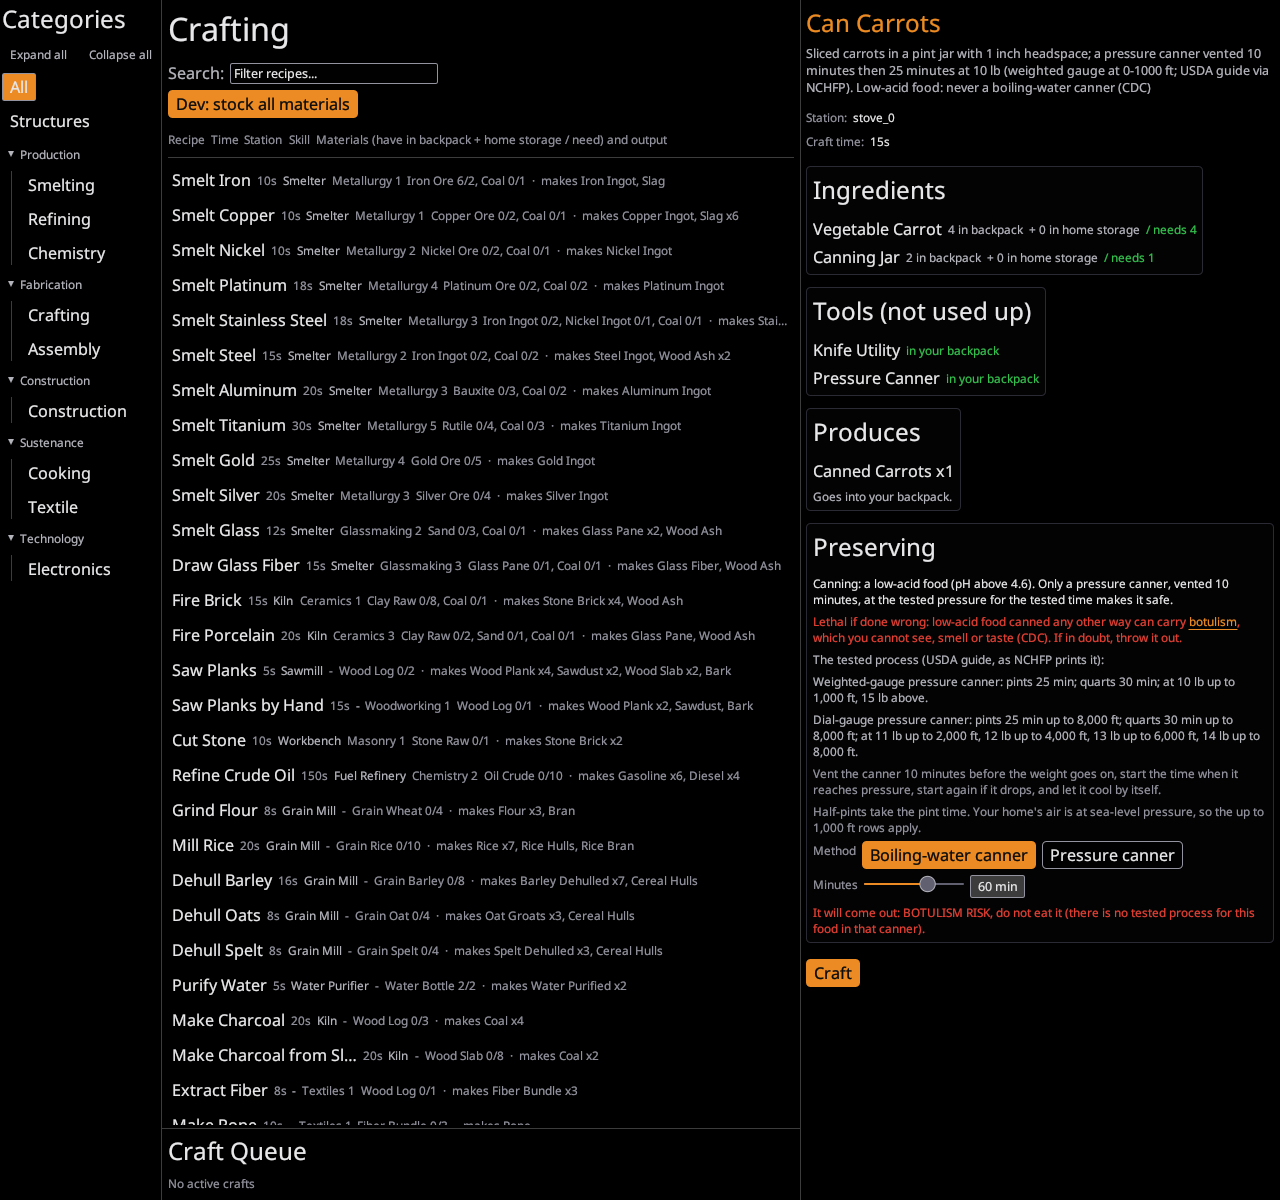 Categories
Expand all Collapse all
All
Structures
▼ Production
Smelting
Refining
Chemistry
▼ Fabrication
Crafting
Assembly
▼ Construction
Construction
▼ Sustenance
Cooking
Textile
▼ Technology
Electronics
Crafting
Search: Filter recipes...
Dev: stock all materials
Recipe Time Station Skill Materials (have in backpack + home storage / need) and output
Smelt Iron 10s Smelter Metallurgy 1 Iron Ore 6/2, Coal 0/1 · makes Iron Ingot, Slag
Smelt Copper 10s Smelter Metallurgy 1 Copper Ore 0/2, Coal 0/1 · makes Copper Ingot, Slag x6
Smelt Nickel 10s Smelter Metallurgy 2 Nickel Ore 0/2, Coal 0/1 · makes Nickel Ingot
Smelt Platinum 18s Smelter Metallurgy 4 Platinum Ore 0/2, Coal 0/2 · makes Platinum Ingot
Smelt Stainless Steel 18s Smelter Metallurgy 3 Iron Ingot 0/2, Nickel Ingot 0/1, Coal 0/1 · makes Stai...
Smelt Steel 15s Smelter Metallurgy 2 Iron Ingot 0/2, Coal 0/2 · makes Steel Ingot, Wood Ash x2
Smelt Aluminum 20s Smelter Metallurgy 3 Bauxite 0/3, Coal 0/2 · makes Aluminum Ingot
Smelt Titanium 30s Smelter Metallurgy 5 Rutile 0/4, Coal 0/3 · makes Titanium Ingot
Smelt Gold 25s Smelter Metallurgy 4 Gold Ore 0/5 · makes Gold Ingot
Smelt Silver 20s Smelter Metallurgy 3 Silver Ore 0/4 · makes Silver Ingot
Smelt Glass 12s Smelter Glassmaking 2 Sand 0/3, Coal 0/1 · makes Glass Pane x2, Wood Ash
Draw Glass Fiber 15s Smelter Glassmaking 3 Glass Pane 0/1, Coal 0/1 · makes Glass Fiber, Wood Ash
Fire Brick 15s Kiln Ceramics 1 Clay Raw 0/8, Coal 0/1 · makes Stone Brick x4, Wood Ash
Fire Porcelain 20s Kiln Ceramics 3 Clay Raw 0/2, Sand 0/1, Coal 0/1 · makes Glass Pane, Wood Ash
Saw Planks 5s Sawmill - Wood Log 0/2 · makes Wood Plank x4, Sawdust x2, Wood Slab x2, Bark
Saw Planks by Hand 15s - Woodworking 1 Wood Log 0/1 · makes Wood Plank x2, Sawdust, Bark
Cut Stone 10s Workbench Masonry 1 Stone Raw 0/1 · makes Stone Brick x2
Refine Crude Oil 150s Fuel Refinery Chemistry 2 Oil Crude 0/10 · makes Gasoline x6, Diesel x4
Grind Flour 8s Grain Mill - Grain Wheat 0/4 · makes Flour x3, Bran
Mill Rice 20s Grain Mill - Grain Rice 0/10 · makes Rice x7, Rice Hulls, Rice Bran
Dehull Barley 16s Grain Mill - Grain Barley 0/8 · makes Barley Dehulled x7, Cereal Hulls
Dehull Oats 8s Grain Mill - Grain Oat 0/4 · makes Oat Groats x3, Cereal Hulls
Dehull Spelt 8s Grain Mill - Grain Spelt 0/4 · makes Spelt Dehulled x3, Cereal Hulls
Purify Water 5s Water Purifier - Water Bottle 2/2 · makes Water Purified x2
Make Charcoal 20s Kiln - Wood Log 0/3 · makes Coal x4
Make Charcoal from Sl... 20s Kiln - Wood Slab 0/8 · makes Coal x2
Extract Fiber 8s - Textiles 1 Wood Log 0/1 · makes Fiber Bundle x3
Make Rope 10s - Textiles 1 Fiber Bundle 0/3 · makes Rope
Craft Queue
No active crafts
Can Carrots
Sliced carrots in a pint jar with 1 inch headspace; a pressure canner vented 10
minutes then 25 minutes at 10 lb (weighted gauge at 0-1000 ft; USDA guide via
NCHFP). Low-acid food: never a boiling-water canner (CDC)
Station: stove_0
Craft time: 15s
Ingredients
Vegetable Carrot 4 in backpack + 0 in home storage / needs 4
Canning Jar 2 in backpack + 0 in home storage / needs 1
Tools (not used up)
Knife Utility in your backpack
Pressure Canner in your backpack
Produces
Canned Carrots x1
Goes into your backpack.
Preserving
Canning: a low-acid food (pH above 4.6). Only a pressure canner, vented 10
minutes, at the tested pressure for the tested time makes it safe.
Lethal if done wrong: low-acid food canned any other way can carry botulism,
which you cannot see, smell or taste (CDC). If in doubt, throw it out.
The tested process (USDA guide, as NCHFP prints it):
Weighted-gauge pressure canner: pints 25 min; quarts 30 min; at 10 lb up to
1,000 ft, 15 lb above.
Dial-gauge pressure canner: pints 25 min up to 8,000 ft; quarts 30 min up to
8,000 ft; at 11 lb up to 2,000 ft, 12 lb up to 4,000 ft, 13 lb up to 6,000 ft, 14 lb up to
8,000 ft.
Vent the canner 10 minutes before the weight goes on, start the time when it
reaches pressure, start again if it drops, and let it cool by itself.
Half-pints take the pint time. Your home's air is at sea-level pressure, so the up to
1,000 ft rows apply.
Method Boiling-water canner Pressure canner
Minutes 60 min
It will come out: BOTULISM RISK, do not eat it (there is no tested process for this
food in that canner).
Craft